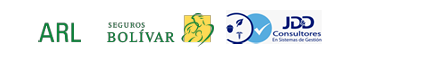 ARL
SEGUROS
BOLÍVAR
T
JDD
Consultores
En Sistemas de Gestión